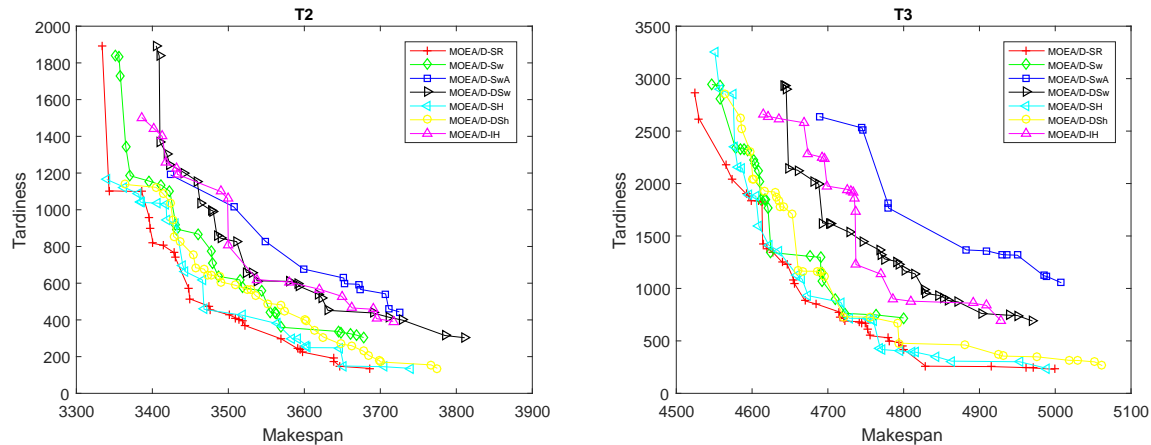 T2
2000
1800
1600
1400
1200
1000
800
600
400
200
0
Tardiness
3300 3400 3500 3600 3700 3800 3900
Makespan
MOEA/D-SR
MOEA/D-Sw
MOEA/D-SwA
MOEA/D-DSw
MOEA/D-SH
MOEA/D-DSh
MOEA/D-IH
T3
3500
3000
2500
2000
1500
1000
500
0
Tardiness
4500 4600 4700 4800 4900 5000 5100
Makespan
MOEA/D-SR
MOEA/D-Sw
MOEA/D-SwA
MOEA/D-DSw
MOEA/D-SH
MOEA/D-DSh
MOEA/D-IH